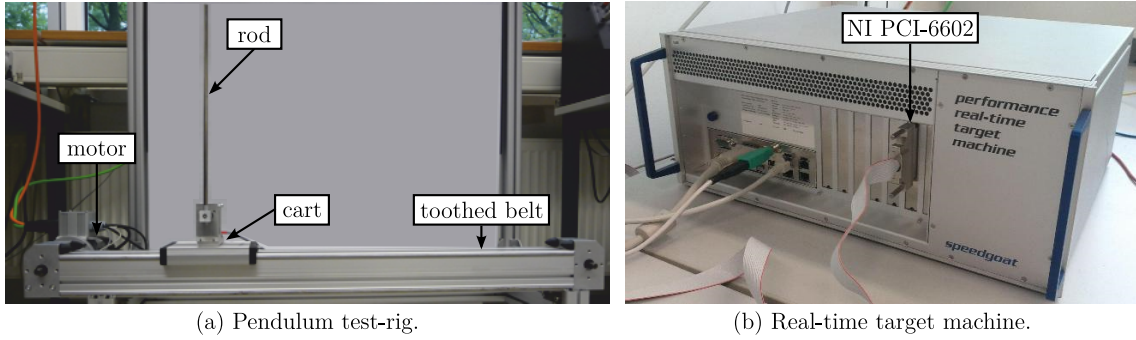 rod
motor
cart
toothed belt
(a) Pendulum test-rig.
NI PCI-6602
performance
real-time
target
machine
speedgoat
(b) Real-time target machine.